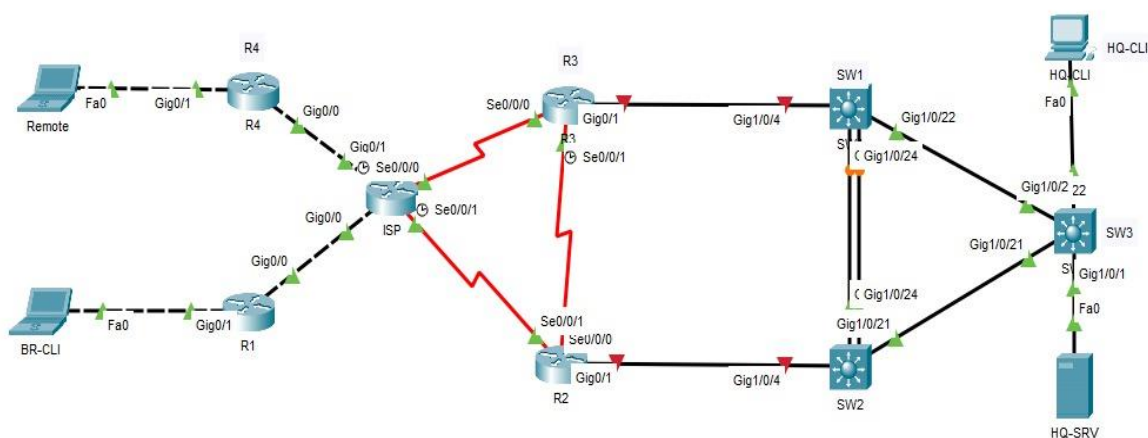 HQ-CLI
HQ-CLI
Fa0
R4
Gig0/0
R4
Fa0
Gig0/1
Remote
R3
Se0/0/0
Gig0/1
R3
Se0/0/1
SW1
Gig1/0/4
Gig1/0/22
Gig1/0/24
Gig0/1
Se0/0/0
Gig0/0
Se0/0/1
ISP
Gig0/0
Fa0
Gig0/1
BR-CLI
R1
Gig1/0/2
22
SW3
Gig1/0/21
Gig1/0/1
Fa0
HQ-SRV
Gig1/0/24
Gig1/0/21
Se0/0/1
Se0/0/0
Gig0/1
R2
Gig1/0/4
SW2